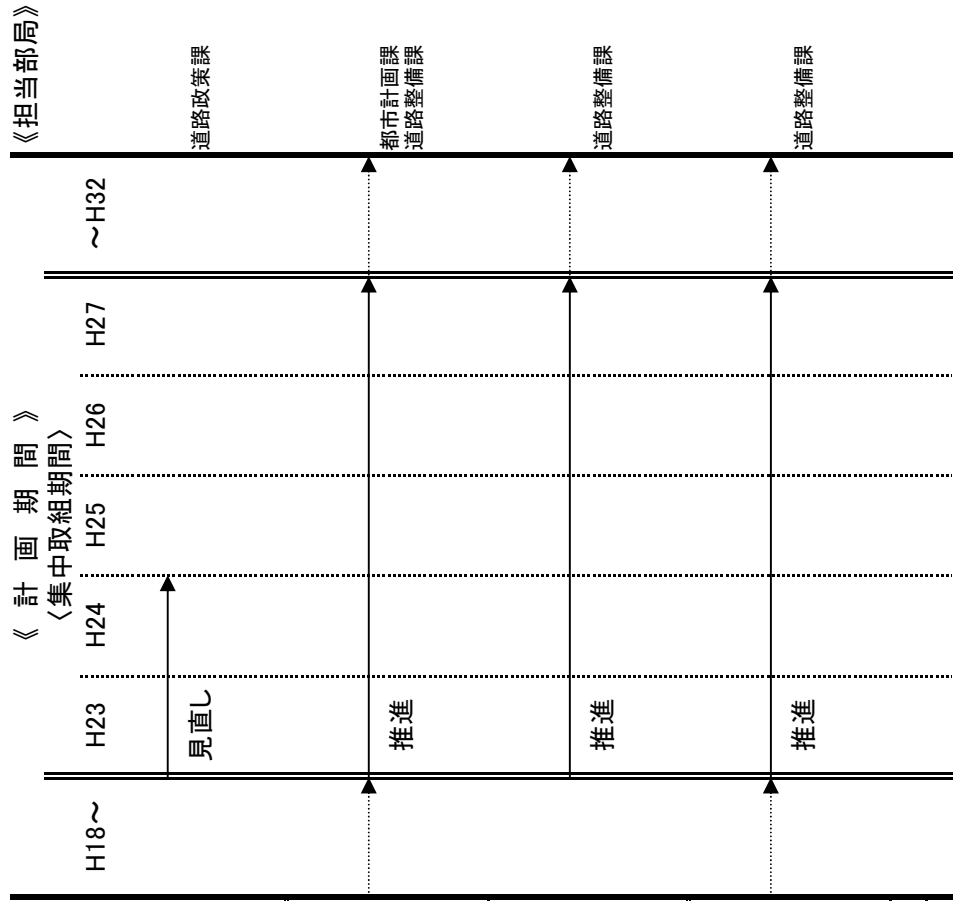 《計画期間》
〈集中取組期間〉
《担当部局》
H18～
H23
H24
H25
H26
H27
～H32
見直し
道路政策課
推進
都市計画課
道路整備課
推進
道路整備課
推進
道路整備課